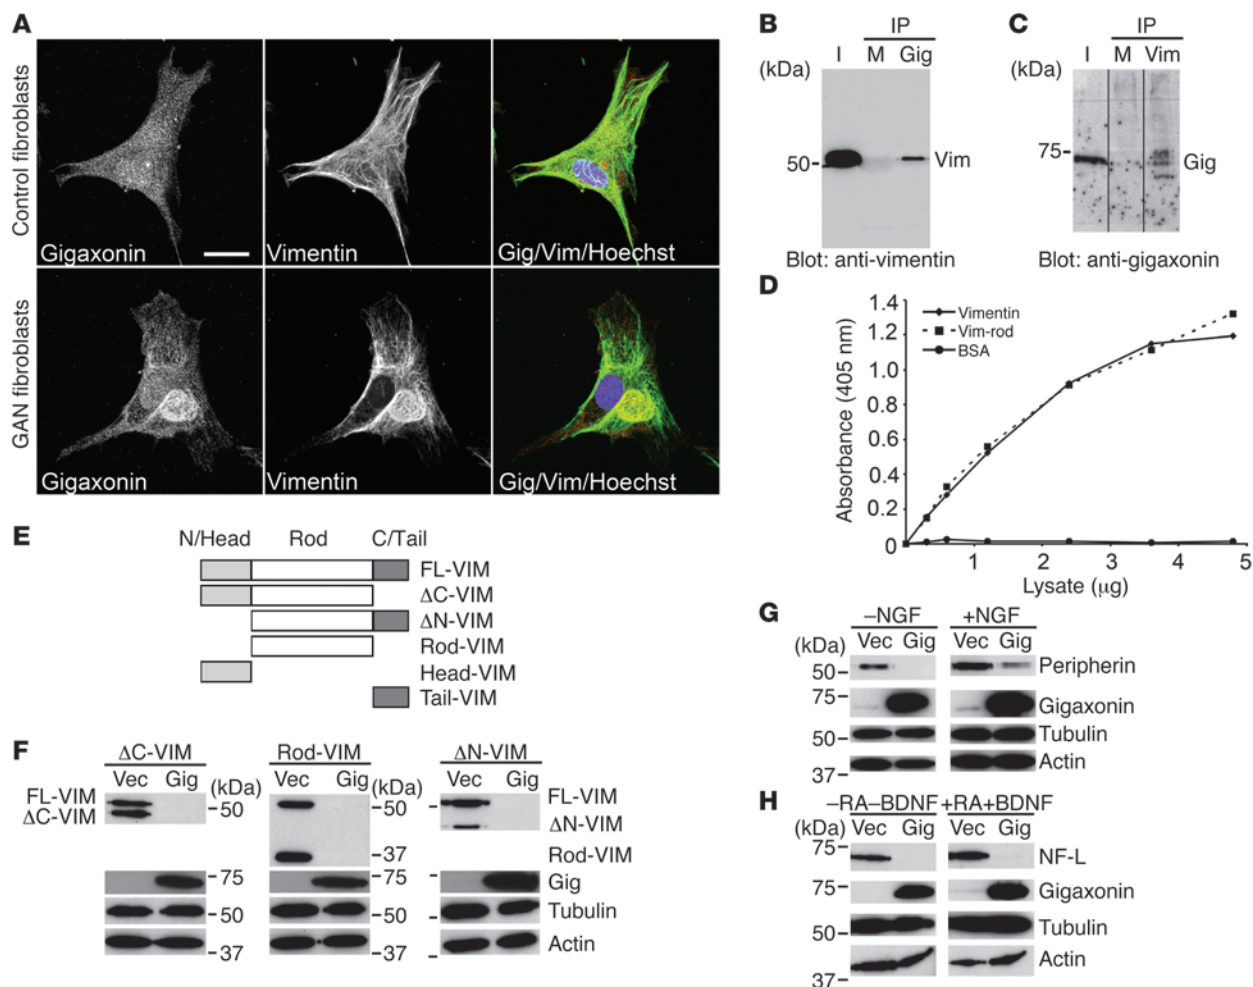 A
Control fibroblasts
Gigaxonin
Vimentin
Gig/Vim/Hoechst
GAN fibroblasts
Gigaxonin
Vimentin
Gig/Vim/Hoechst
B
IP
(kDa)
I M Gig
50
Vim
Blot: anti-vimentin
C
IP
(kDa)
I M Vim
75
Gig
Blot: anti-gigaxonin
D
Absorbance (405 nm)
1.4
1.2
1.0
0.8
0.6
0.4
0.2
0
Vimentin
Vim-rod
BSA
1 2 3 4 5
Lysate (µg)
E
N/Head Rod C/Tail
FL-VIM
ΔC-VIM
ΔN-VIM
Rod-VIM
Head-VIM
Tail-VIM
F
ΔC-VIM Rod-VIM ΔN-VIM
Vec Gig (kDa) Vec Gig (kDa) Vec Gig
FL-VIM
ΔC-VIM
50
50
FL-VIM
ΔN-VIM
37
Rod-VIM
75
75
Gig
50
50
Tubulin
37
37
Actin
G
–NGF +NGF
(kDa)
Vec Gig Vec Gig
50
Peripherin
75
Gigaxonin
50
Tubulin
37
Actin
H
–RA–BDNF +RA+BDNF
(kDa)
Vec Gig Vec Gig
75
NF-L
75
Gigaxonin
50
Tubulin
37
Actin